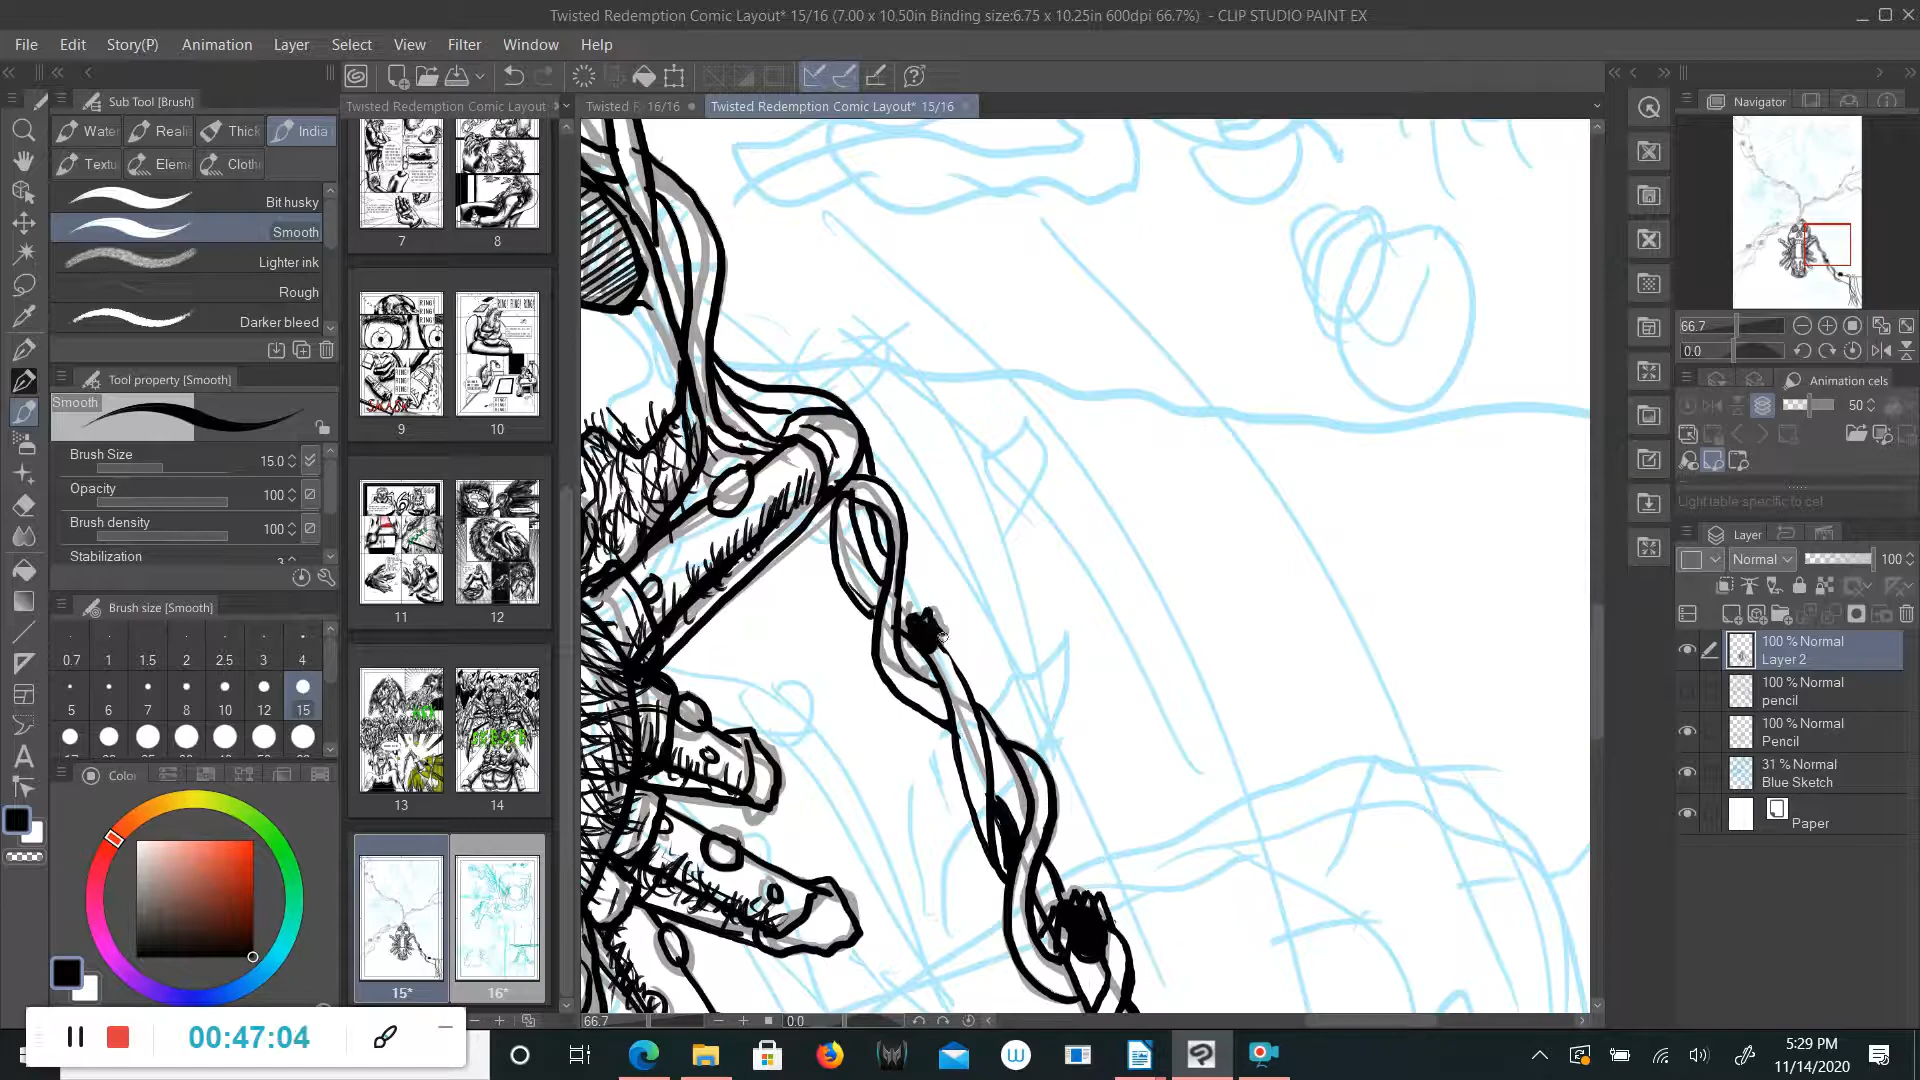 Twisted Redemption Comic Layout* 15/16 (7.00 x 10.50in Binding size:6.75 x 10.25in 600dpi 66.7%) - CLIP STUDIO PAINT EX
File Edit Story(P) Animation Layer Select View Filter Window Help
Sub Tool [Brush]
Twisted Redemption Comic Layout
Twisted R 16/16
Twisted Redemption Comic Layout* 15/16
Navigator
Water Reali Thick India
Textu Eleme Cloth
Bit husky
Smooth
Lighter ink
Rough
Darker bleed
Tool property [Smooth]
Smooth
Brush Size 15.0
Opacity 100
Brush density 100
Stabilization
Brush size [Smooth]
0.7 1 1.5 2 2.5 3 4
5 6 7 8 10 12 15
Color
7 8
9 10
11 12
13 14
15* 16*
66.7 0.0
66.7
0.0
Animation cels
50
Light table specific to cel
Layer
Normal 100
100 % Normal
Layer 2
100 % Normal
pencil
100 % Normal
Pencil
31 % Normal
Blue Sketch
Paper
00:47:04
5:29 PM
11/14/2020